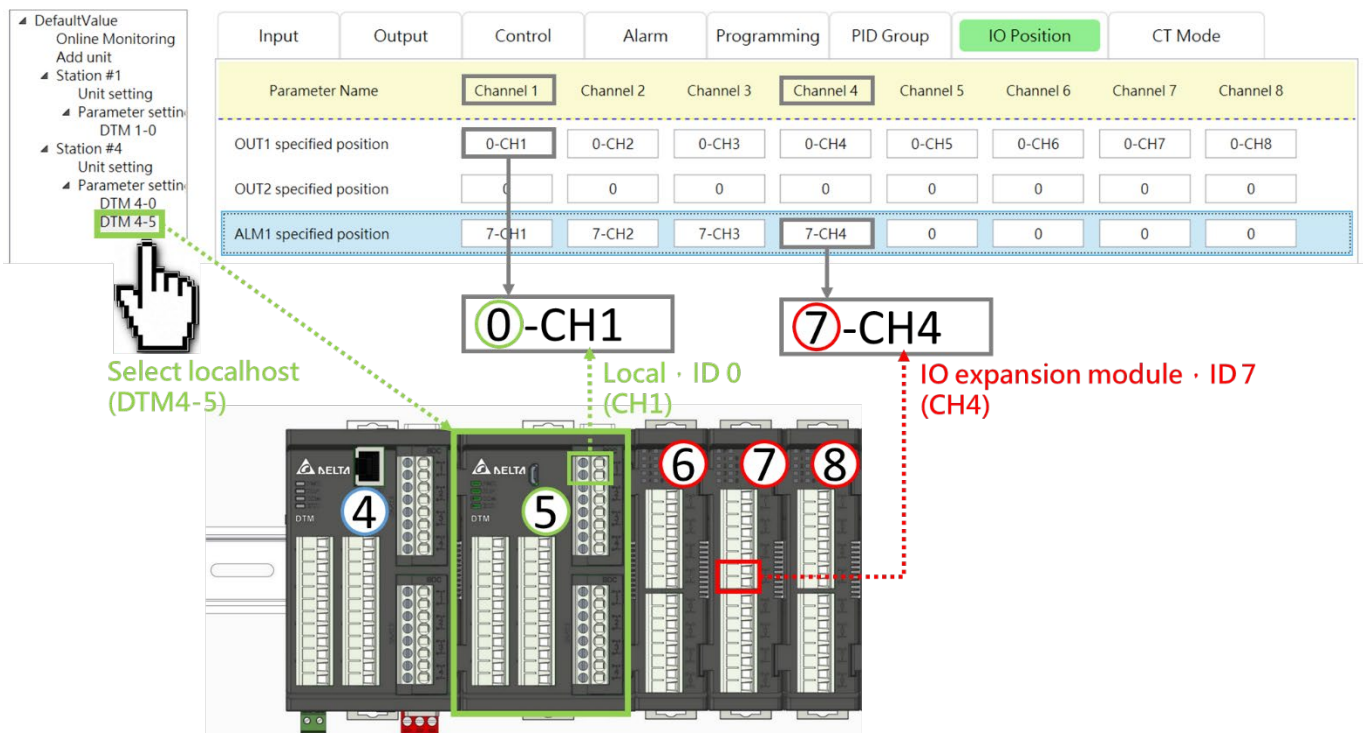 DefaultValue
Online Monitoring
Add unit
Station #1
Unit setting
Parameter settin
DTM 1-0
Station #4
Unit setting
Parameter settin
DTM 4-0
DTM 4-5
Input Output Control Alarm Programming PID Group IO Position CT Mode
Parameter Name Channel 1 Channel 2 Channel 3 Channel 4 Channel 5 Channel 6 Channel 7 Channel 8
OUT1 specified position 0-CH1 0-CH2 0-CH3 0-CH4 0-CH5 0-CH6 0-CH7 0-CH8
OUT2 specified position 0 0 0 0 0 0 0 0
ALM1 specified position 7-CH1 7-CH2 7-CH3 7-CH4 0 0 0 0
0-CH1
7-CH4
Select localhost
(DTM4-5)
Local，ID 0
(CH1)
IO expansion module，ID 7
(CH4)
DELTA
DTM
4
DELTA
DTM
5
6
7
8